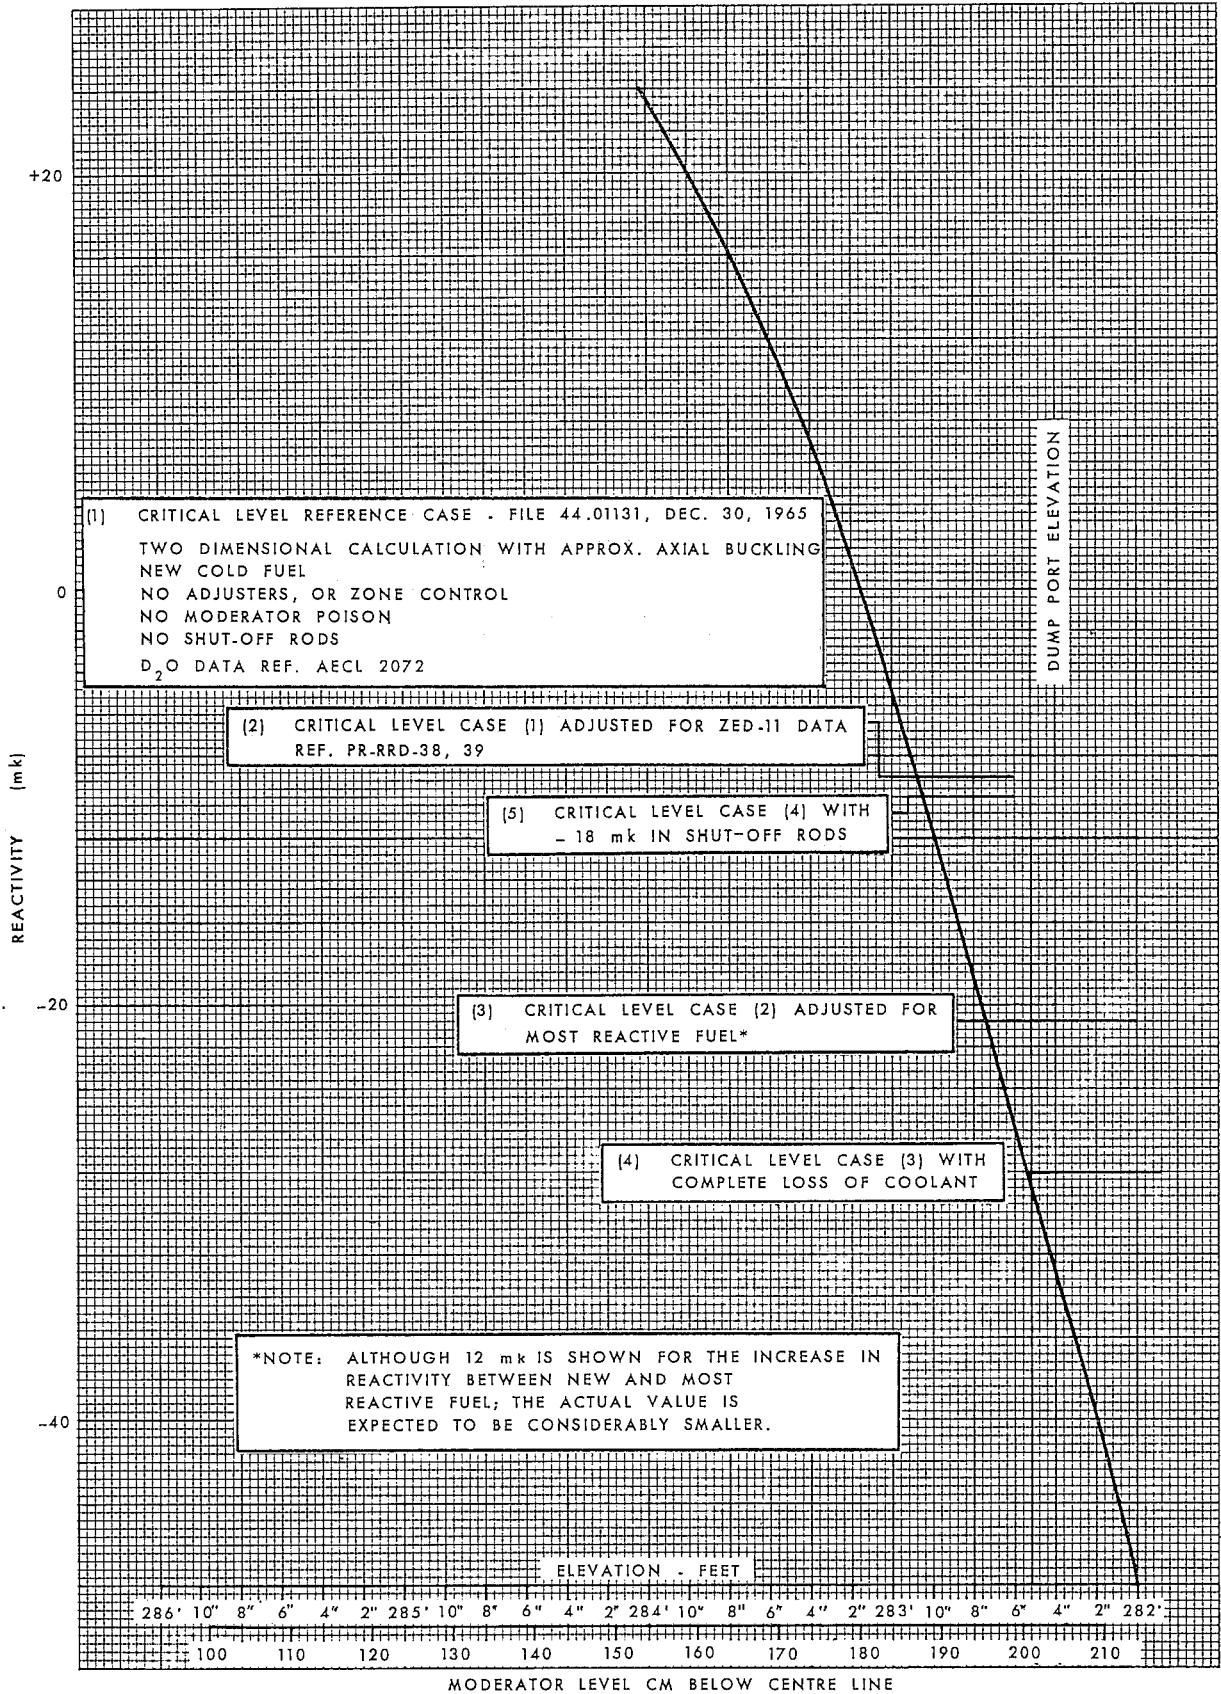 +20
DUMP PORT ELEVATION
(1) CRITICAL LEVEL REFERENCE CASE - FILE 44.01131, DEC. 30, 1965
TWO DIMENSIONAL CALCULATION WITH APPROX. AXIAL BUCKLING
NEW COLD FUEL
NO ADJUSTERS, OR ZONE CONTROL
NO MODERATOR POISON
NO SHUT-OFF RODS
D2O DATA REF. AECL 2072
0
(2) CRITICAL LEVEL CASE (1) ADJUSTED FOR ZED-11 DATA
REF. PR-RRD-38, 39
REACTIVITY (mk)
(5) CRITICAL LEVEL CASE (4) WITH
- 18 mk IN SHUT-OFF RODS
-20
(3) CRITICAL LEVEL CASE (2) ADJUSTED FOR
MOST REACTIVE FUEL*
(4) CRITICAL LEVEL CASE (3) WITH
COMPLETE LOSS OF COOLANT
*NOTE: ALTHOUGH 12 mk IS SHOWN FOR THE INCREASE IN
REACTIVITY BETWEEN NEW AND MOST
REACTIVE FUEL; THE ACTUAL VALUE IS
EXPECTED TO BE CONSIDERABLY SMALLER.
-40
ELEVATION - FEET
286' 10" 8" 6" 4" 2" 285' 10" 8" 6" 4" 2" 284' 10" 8" 6" 4" 2" 283' 10" 8" 6" 4" 2" 282'
100 110 120 130 140 150 160 170 180 190 200 210
MODERATOR LEVEL CM BELOW CENTRE LINE